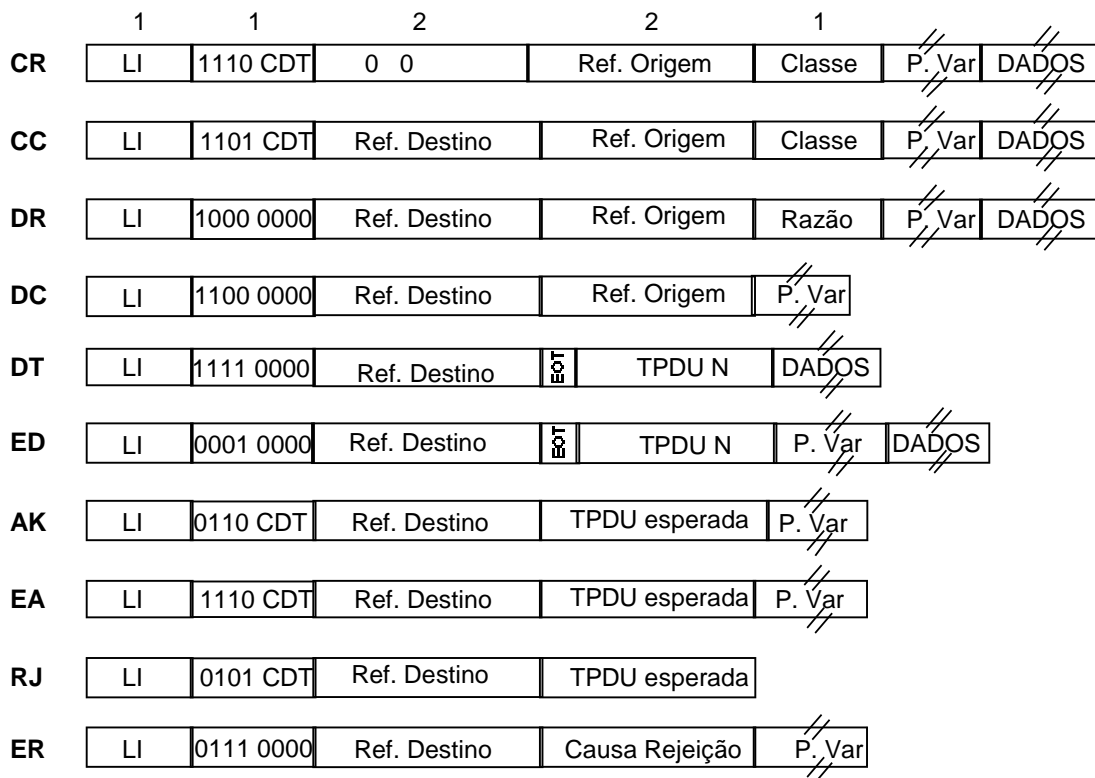 1 1 2 2 1
CR LI 1110 CDT 0 0 Ref. Origem Classe P. Var DADOS
CC LI 1101 CDT Ref. Destino Ref. Origem Classe P. Var DADOS
DR LI 1000 0000 Ref. Destino Ref. Origem Razão P. Var DADOS
DC LI 1100 0000 Ref. Destino Ref. Origem P. Var
DT LI 1111 0000 Ref. Destino EOT TPDU N DADOS
ED LI 0001 0000 Ref. Destino EOT TPDU N P. Var DADOS
AK LI 0110 CDT Ref. Destino TPDU esperada P. Var
EA LI 1110 CDT Ref. Destino TPDU esperada P. Var
RJ LI 0101 CDT Ref. Destino TPDU esperada
ER LI 0111 0000 Ref. Destino Causa Rejeição P. Var